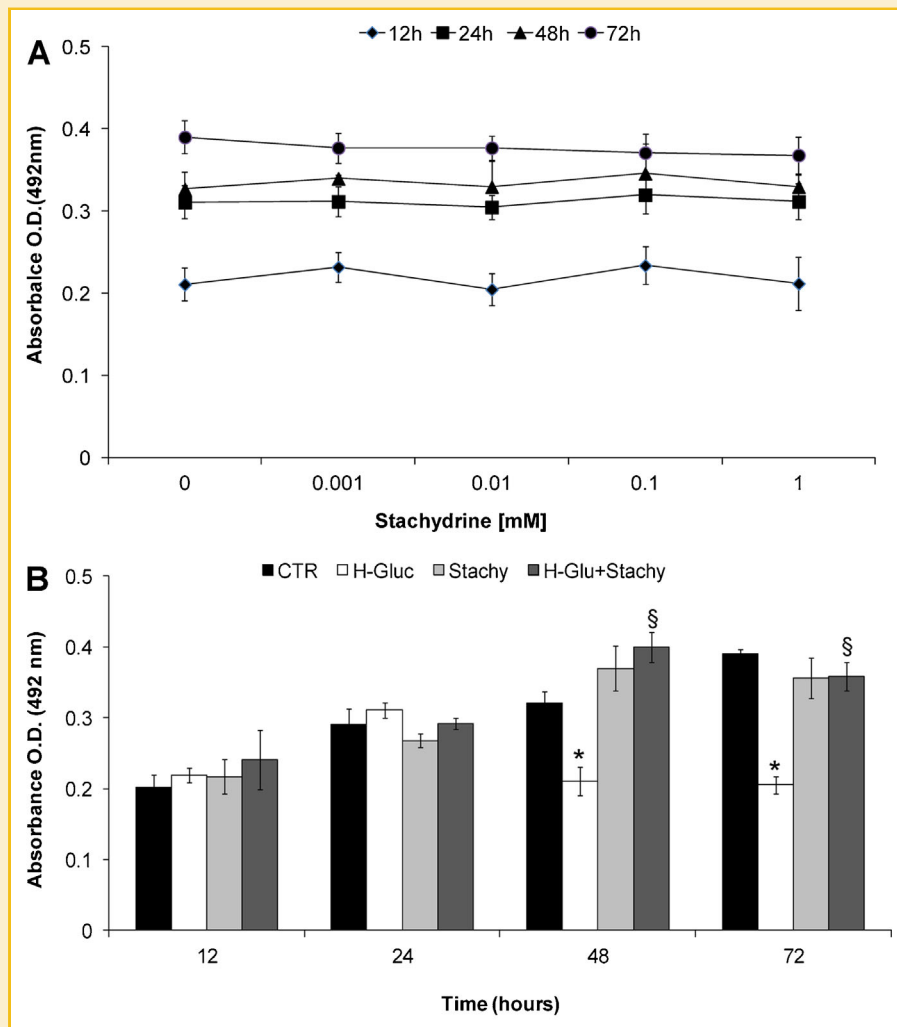 A
12h 24h 48h 72h
0.5
0.4
0.3
0.2
0.1
0
Absorbalce O.D.(492nm)
0 0.001 0.01 0.1 1
Stachydrine [mM]
B
CTR H-Gluc Stachy H-Glu+Stachy
0.5
0.4
0.3
0.2
0.1
0
Absorbance O.D. (492 nm)
§
§
*
*
12 24 48 72
Time (hours)